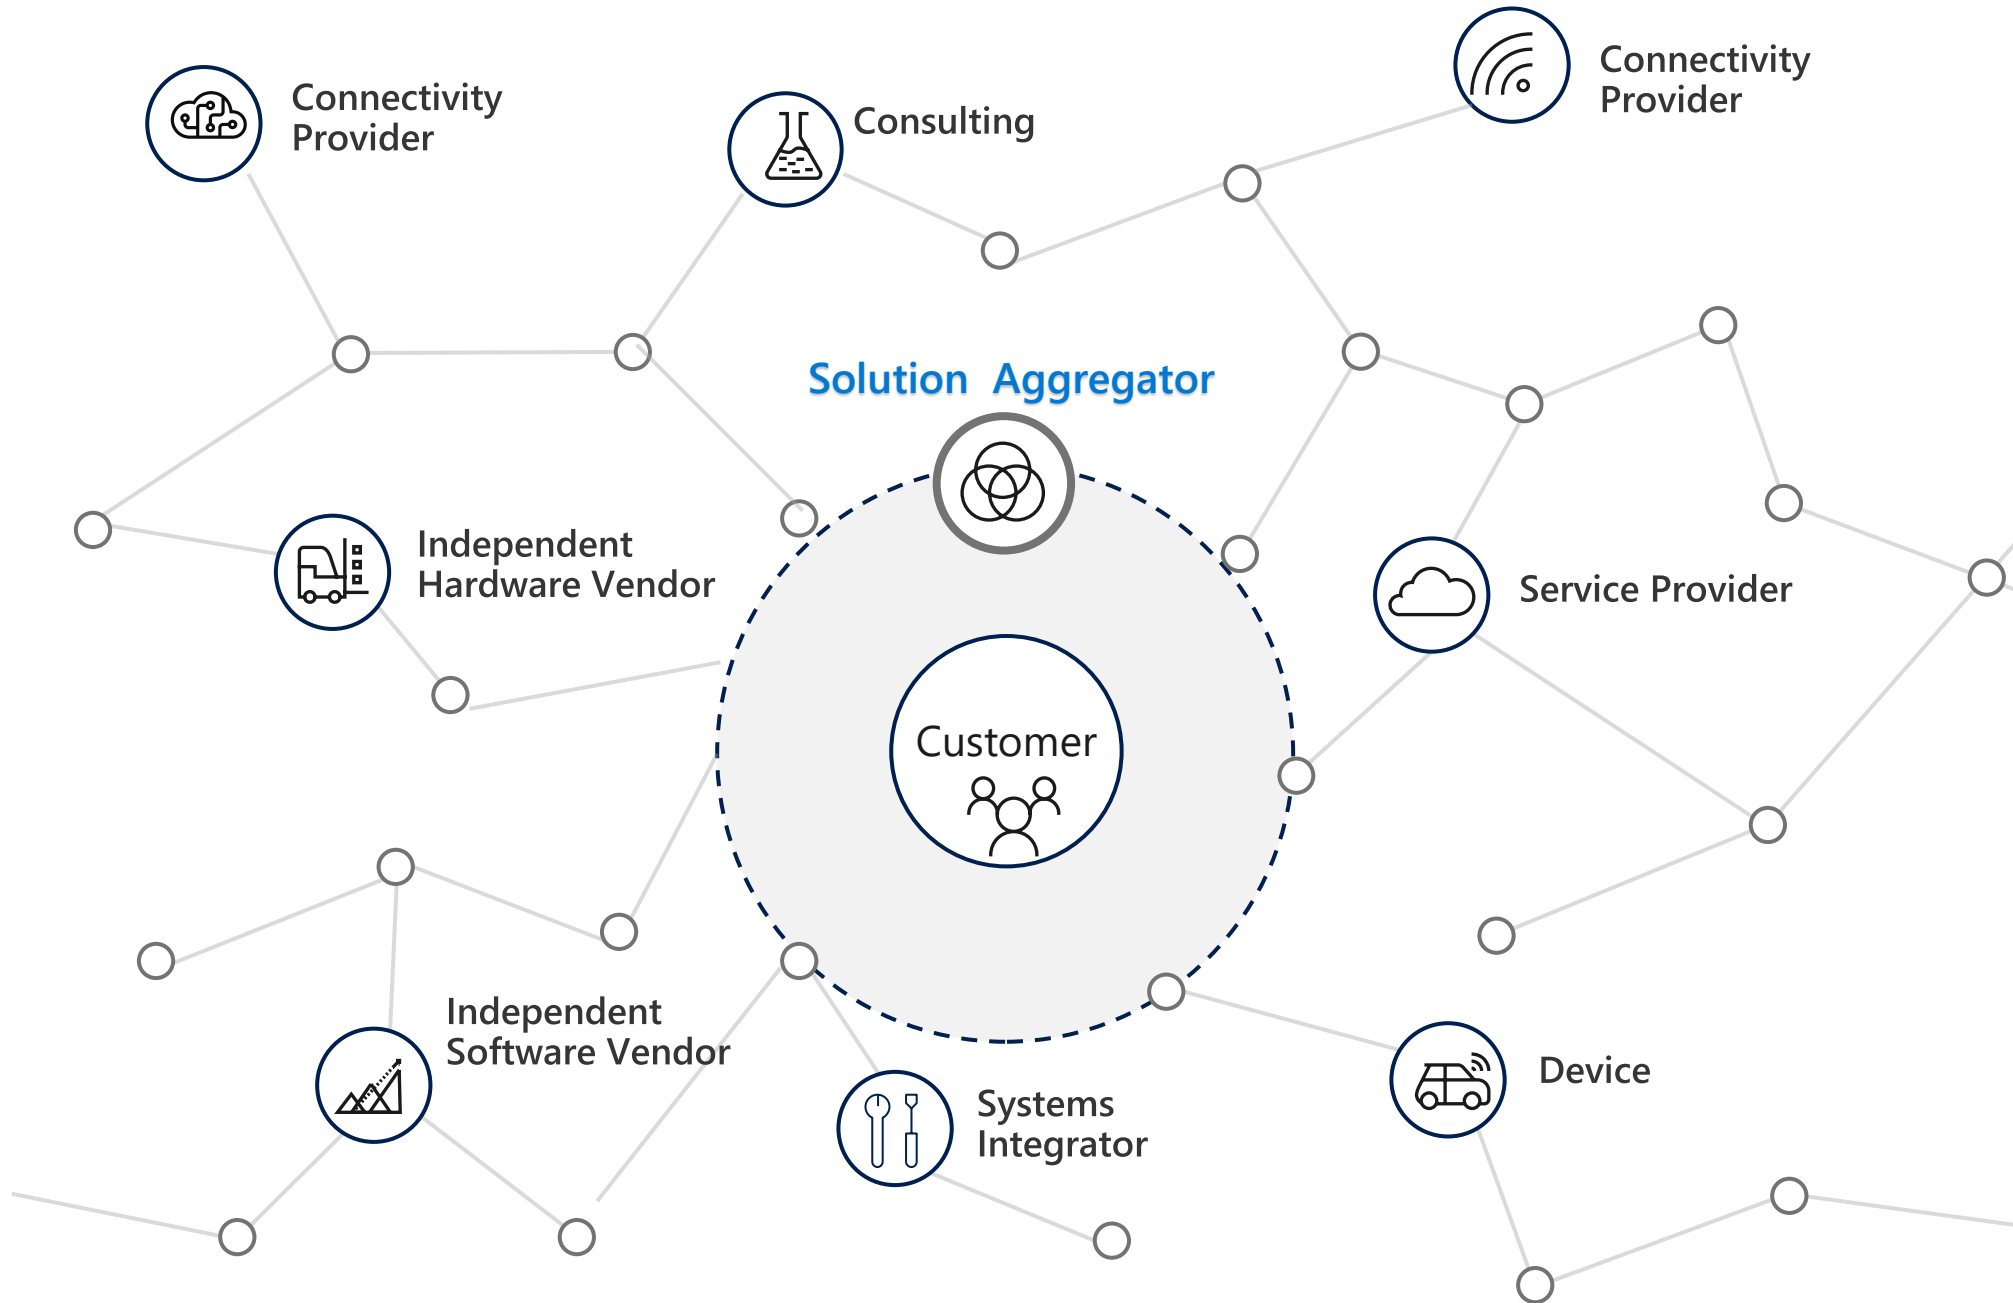 Connectivity
Provider
Consulting
Connectivity
Provider
Solution Aggregator
Independent
Hardware Vendor
Service Provider
Customer
Independent
Software Vendor
Systems
Integrator
Device